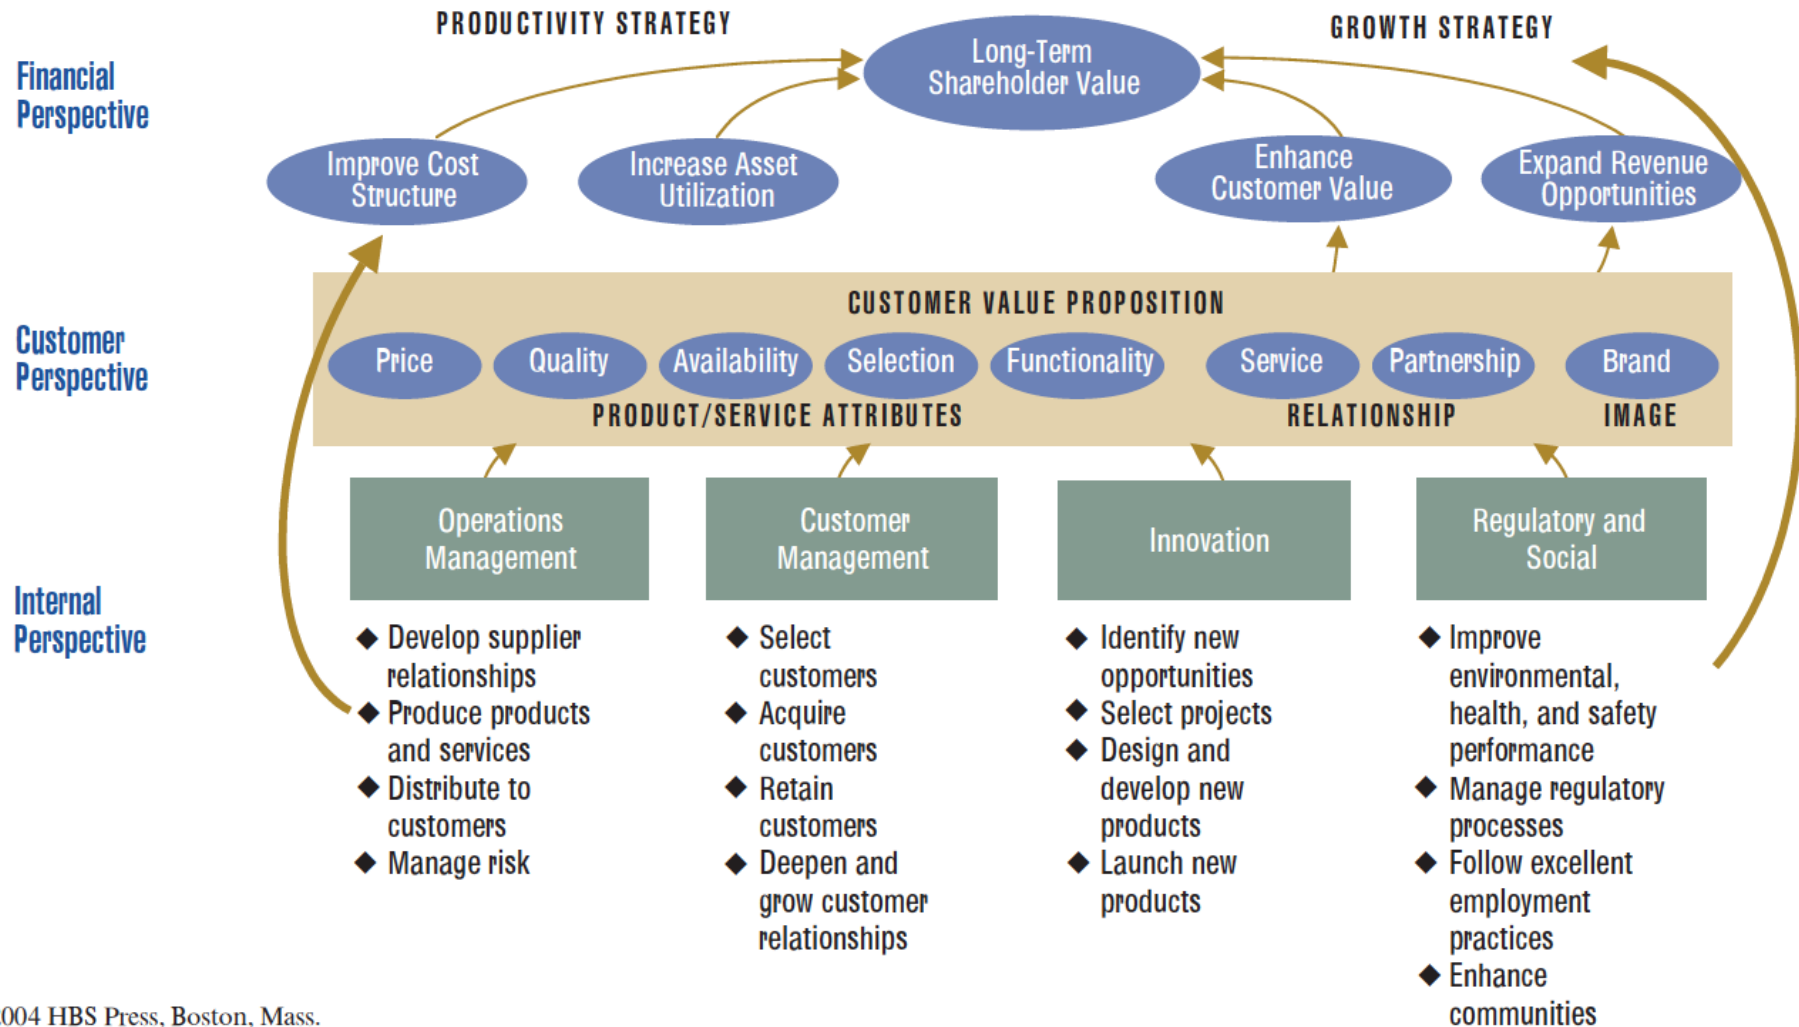 PRODUCTIVITY STRATEGY
GROWTH STRATEGY
Financial
Perspective
Long-Term
Shareholder Value
Improve Cost
Structure
Increase Asset
Utilization
Enhance
Customer Value
Expand Revenue
Opportunities
Customer
Perspective
CUSTOMER VALUE PROPOSITION
Price
Quality
Availability
Selection
Functionality
Service
Partnership
Brand
PRODUCT/SERVICE ATTRIBUTES
RELATIONSHIP
IMAGE
Internal
Perspective
Operations
Management
◆ Develop supplier
relationships
◆ Produce products
and services
◆ Distribute to
customers
◆ Manage risk
Customer
Management
◆ Select
customers
◆ Acquire
customers
◆ Retain
customers
◆ Deepen and
grow customer
relationships
Innovation
◆ Identify new
opportunities
◆ Select projects
◆ Design and
develop new
products
◆ Launch new
products
Regulatory and
Social
◆ Improve
environmental,
health, and safety
performance
◆ Manage regulatory
processes
◆ Follow excellent
employment
practices
◆ Enhance
communities
004 HBS Press, Boston, Mass.